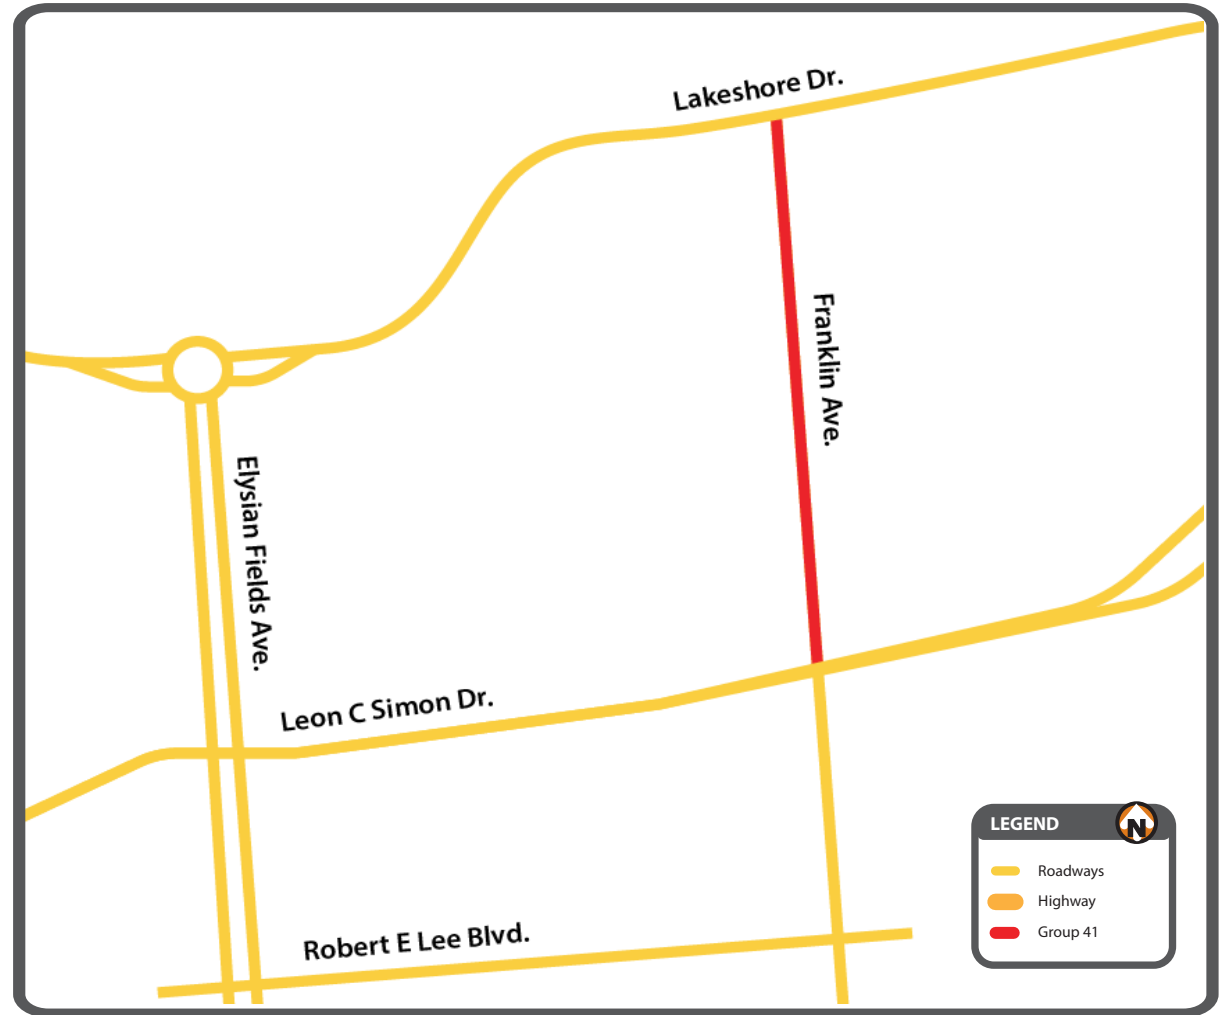 Lakeshore Dr.
Franklin Ave.
Elysian Fields Ave.
Leon C Simon Dr.
Robert E Lee Blvd.
LEGEND
N
Roadways
Highway
Group 41